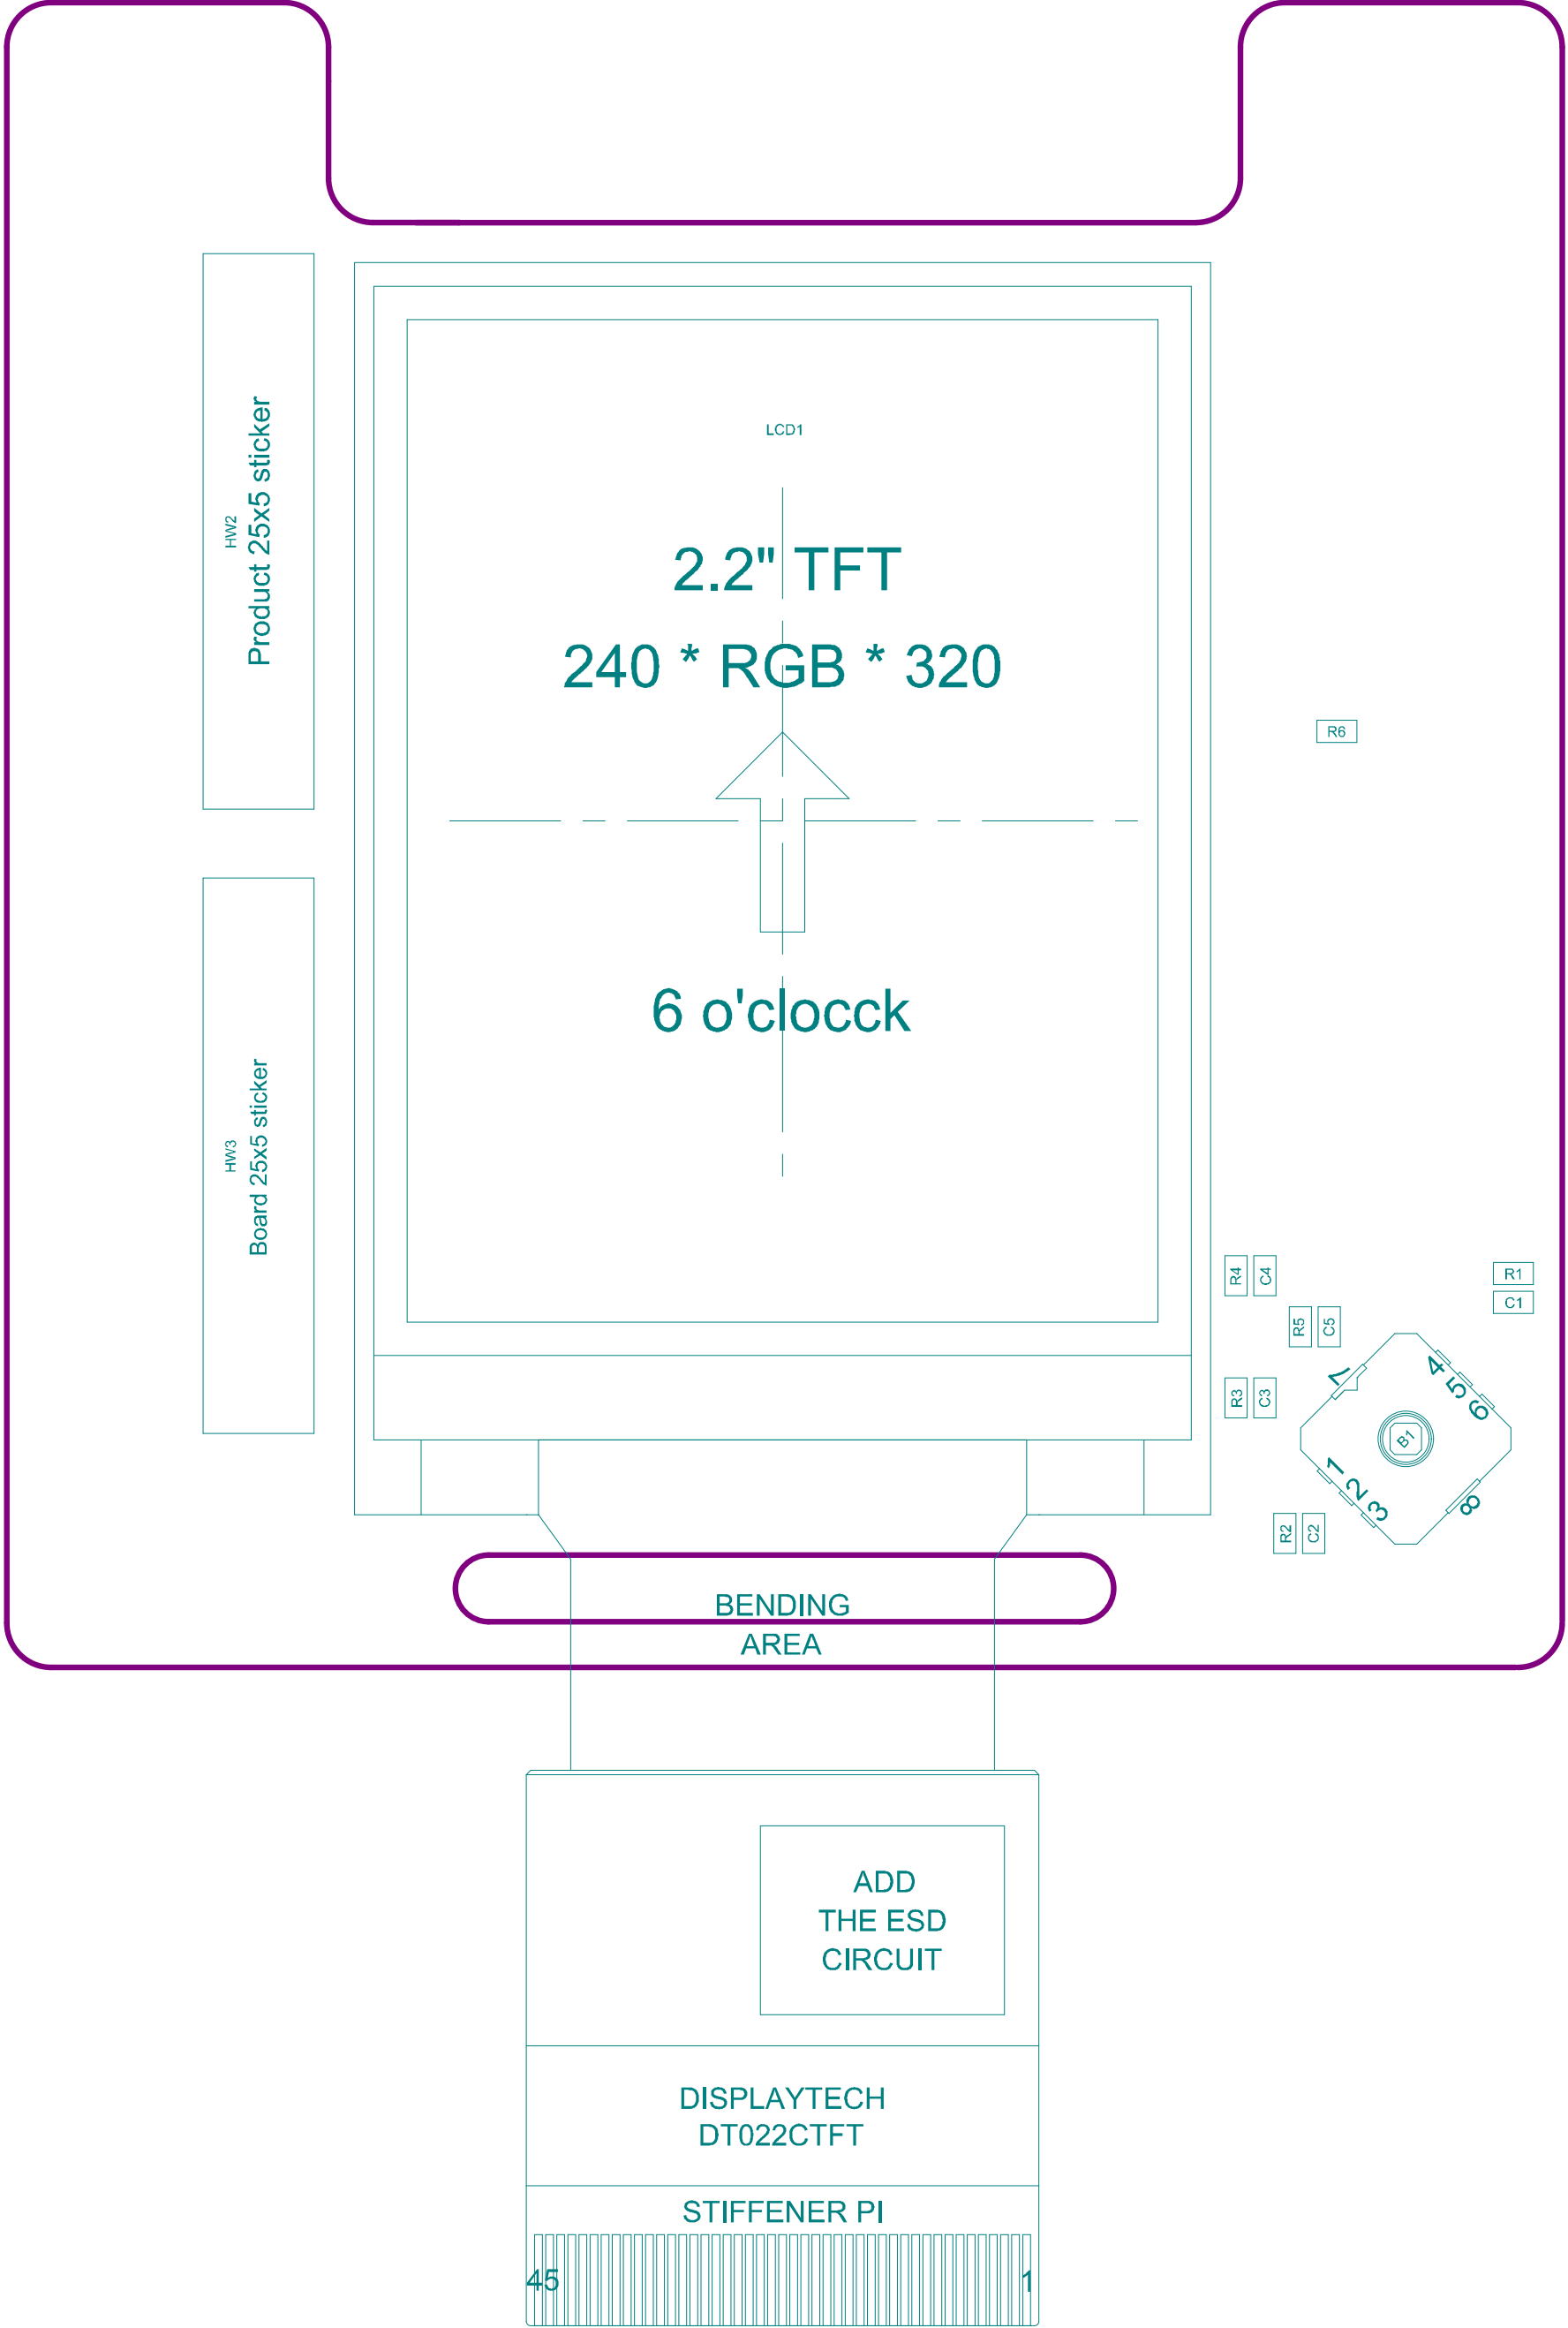 LCD1
2.2" TFT
240 * RGB * 320
6 o'clocck
HW2
Product 25x5 sticker
HW3
Board 25x5 sticker
R6
R4
C4
R1
C1
R5
C5
R3
C3
7
4
5
6
B1
1
2
3
8
R2
C2
BENDING
AREA
ADD
THE ESD
CIRCUIT
DISPLAYTECH
DT022CTFT
STIFFENER PI
45
1